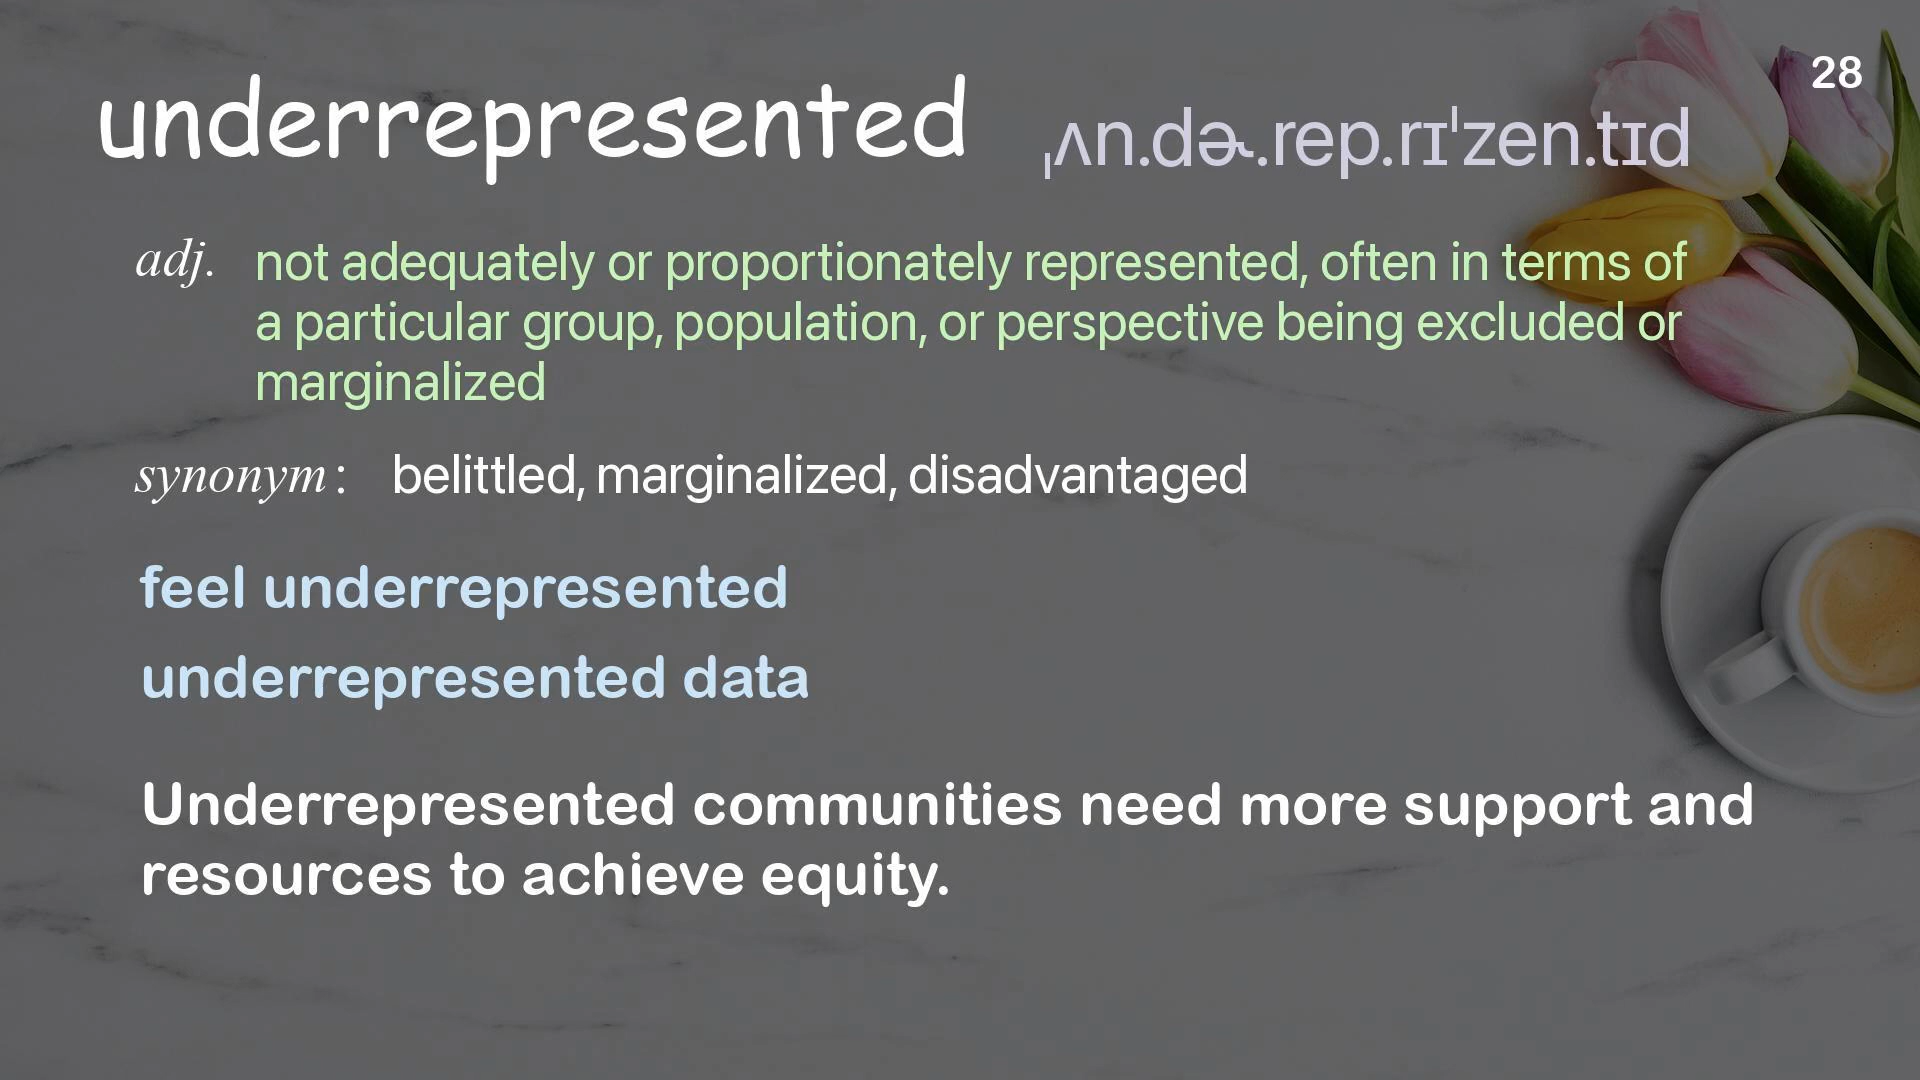 28
underrepresented ˌʌn.dɚ.rep.rɪˈzen.tɪd
adj. not adequately or proportionately represented, often in terms of
a particular group, population, or perspective being excluded or
marginalized
synonym: belittled, marginalized, disadvantaged
feel underrepresented
underrepresented data
Underrepresented communities need more support and
resources to achieve equity.